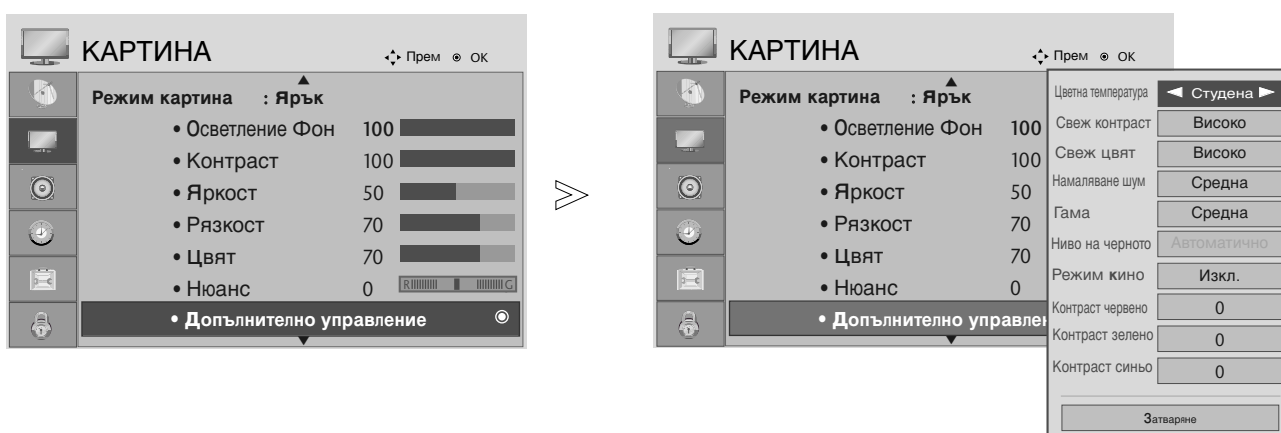 КАРТИНА
Прем ОК
Режим картина : Ярък
• Осветление Фон 100
• Контраст 100
• Яркост 50
• Рязкост 70
• Цвят 70
• Нюанс 0 R G
• Допълнително управление
КАРТИНА
Прем ОК
Режим картина : Ярък
• Осветление Фон 100
• Контраст 100
• Яркост 50
• Рязкост 70
• Цвят 70
• Нюанс 0
• Допълнително управлен
Цветна температура ◄ Студена ►
Свеж контраст Високо
Свеж цвят Високо
Намаляване шум Средна
Гама Средна
Ниво на черното Автоматично
Режим кино Изкл.
Контраст червено 0
Контраст зелено 0
Контраст синьо 0
Затваряне